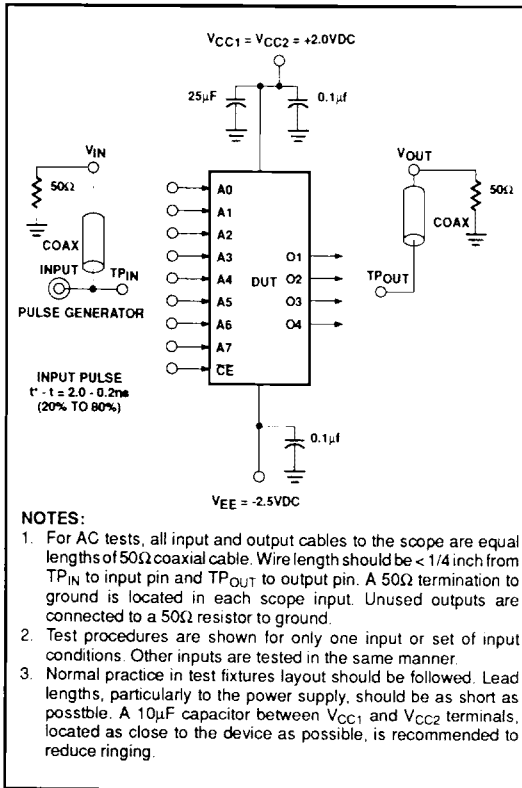 VCC1 = VCC2 = +2.0VDC
25µF
0.1µf
VIN
50Ω
COAX
INPUT
TPIN
PULSE GENERATOR
INPUT PULSE
t+ - t = 2.0 - 0.2ns
(20% TO 80%)
A0
A1
A2
A3
A4
A5
A6
A7
CE
DUT
O1
O2
O3
O4
VOUT
50Ω
COAX
TPOUT
0.1µf
VEE = -2.5VDC
NOTES:
1. For AC tests, all input and output cables to the scope are equal
lengths of 50Ω coaxial cable. Wire length should be < 1/4 inch from
TPIN to input pin and TPOUT to output pin. A 50Ω termination to
ground is located in each scope input. Unused outputs are
connected to a 50Ω resistor to ground.
2. Test procedures are shown for only one input or set of input
conditions. Other inputs are tested in the same manner.
3. Normal practice in test fixtures layout should be followed. Lead
lengths, particularly to the power supply, should be as short as
posstble. A 10µF capacitor between VCC1 and VCC2 terminals,
located as close to the device as possible, is recommended to
reduce ringing.